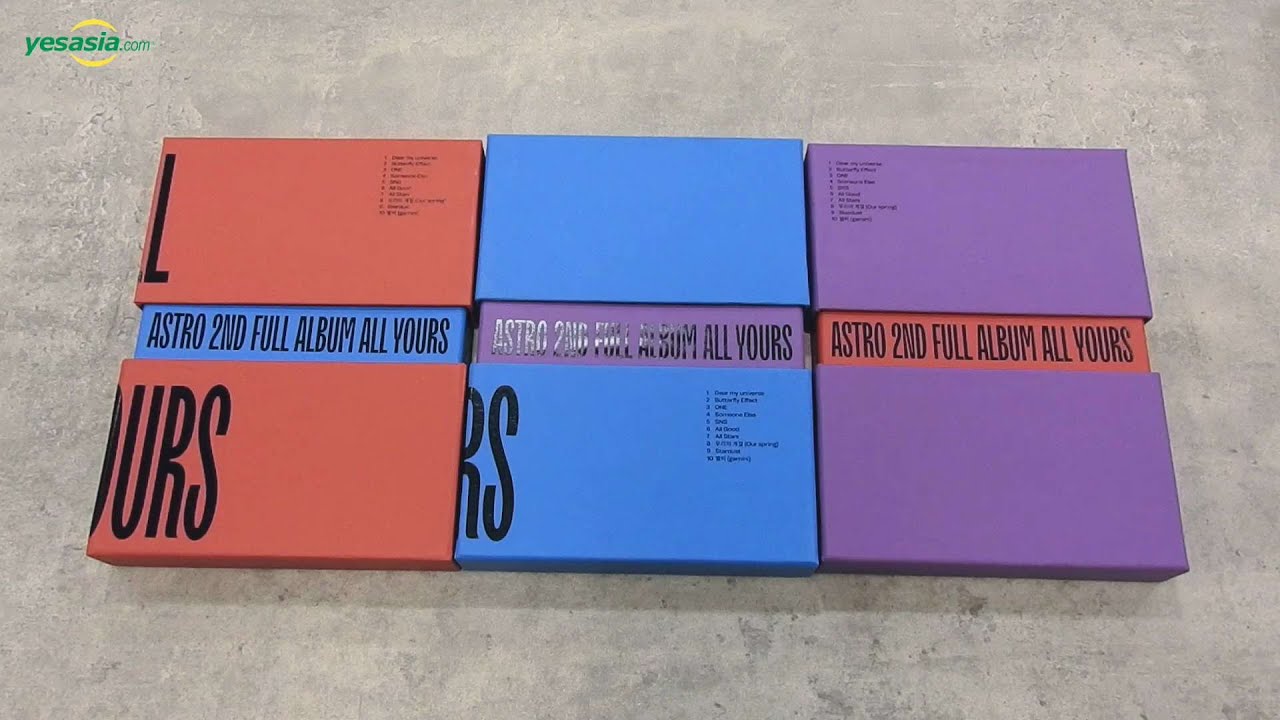 yesasia.com
LL
1 Dear my universe
2 Butterfly Effect
3 ONE
4 Someone Else
5 SNS
6 All Good
7 All Stars
8 우리의 계절 (Our spring)
9 Stardust
10 별비 (gemini)
1 Dear my universe
2 Butterfly Effect
3 ONE
4 Someone Else
5 SNS
6 All Good
7 All Stars
8 우리의 계절 (Our spring)
9 Stardust
10 별비 (gemini)
ASTRO 2ND FULL ALBUM ALL YOURS
ASTRO 2ND FULL ALBUM ALL YOURS
ASTRO 2ND FULL ALBUM ALL YOURS
OURS
RS
1 Dear my universe
2 Butterfly Effect
3 ONE
4 Someone Else
5 SNS
6 All Good
7 All Stars
8 우리의 계절 (Our spring)
9 Stardust
10 별비 (gemini)